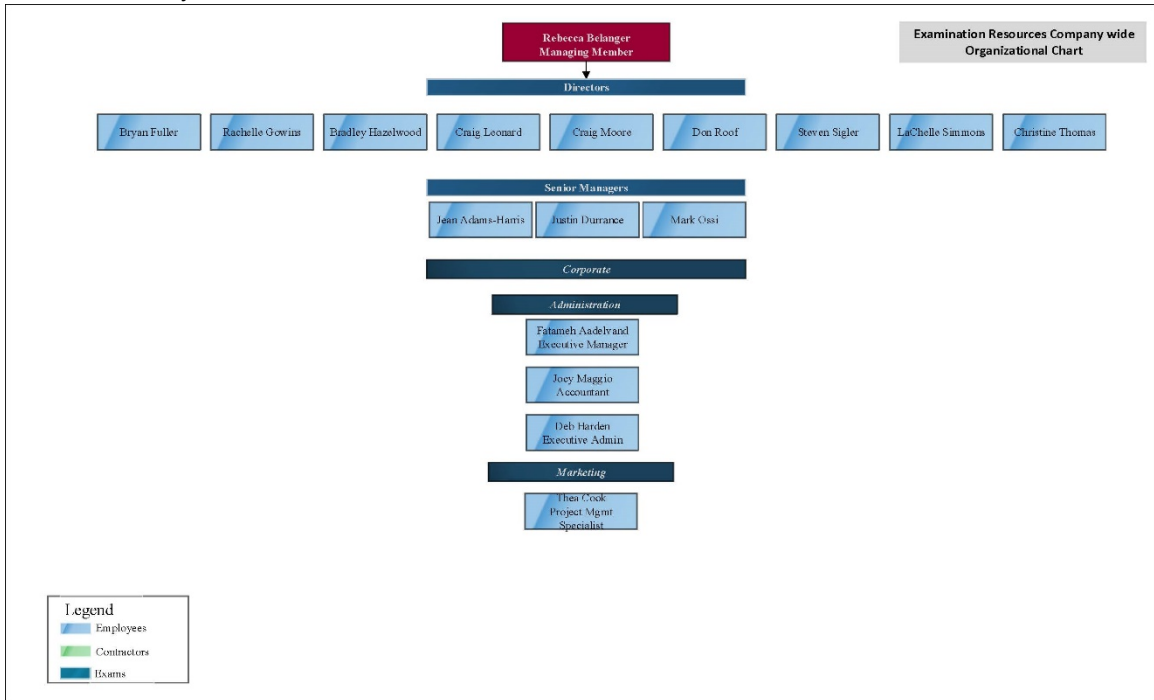 Rebecca Belanger
Managing Member
Examination Resources Company wide
Organizational Chart
Directors
Bryan Fuller
Rachelle Gowins
Bradley Hazelwood
Craig Leonard
Craig Moore
Don Roof
Steven Sigler
LaChelle Simmons
Christine Thomas
Senior Managers
Jean Adams-Harris
Justin Durrance
Mark Ossi
Corporate
Administration
Fatameh Aadelvand
Executive Manager
Joey Maggio
Accountant
Deb Harden
Executive Admin
Marketing
Thea Cook
Project Mgmt
Specialist
Legend
Employees
Contractors
Exams